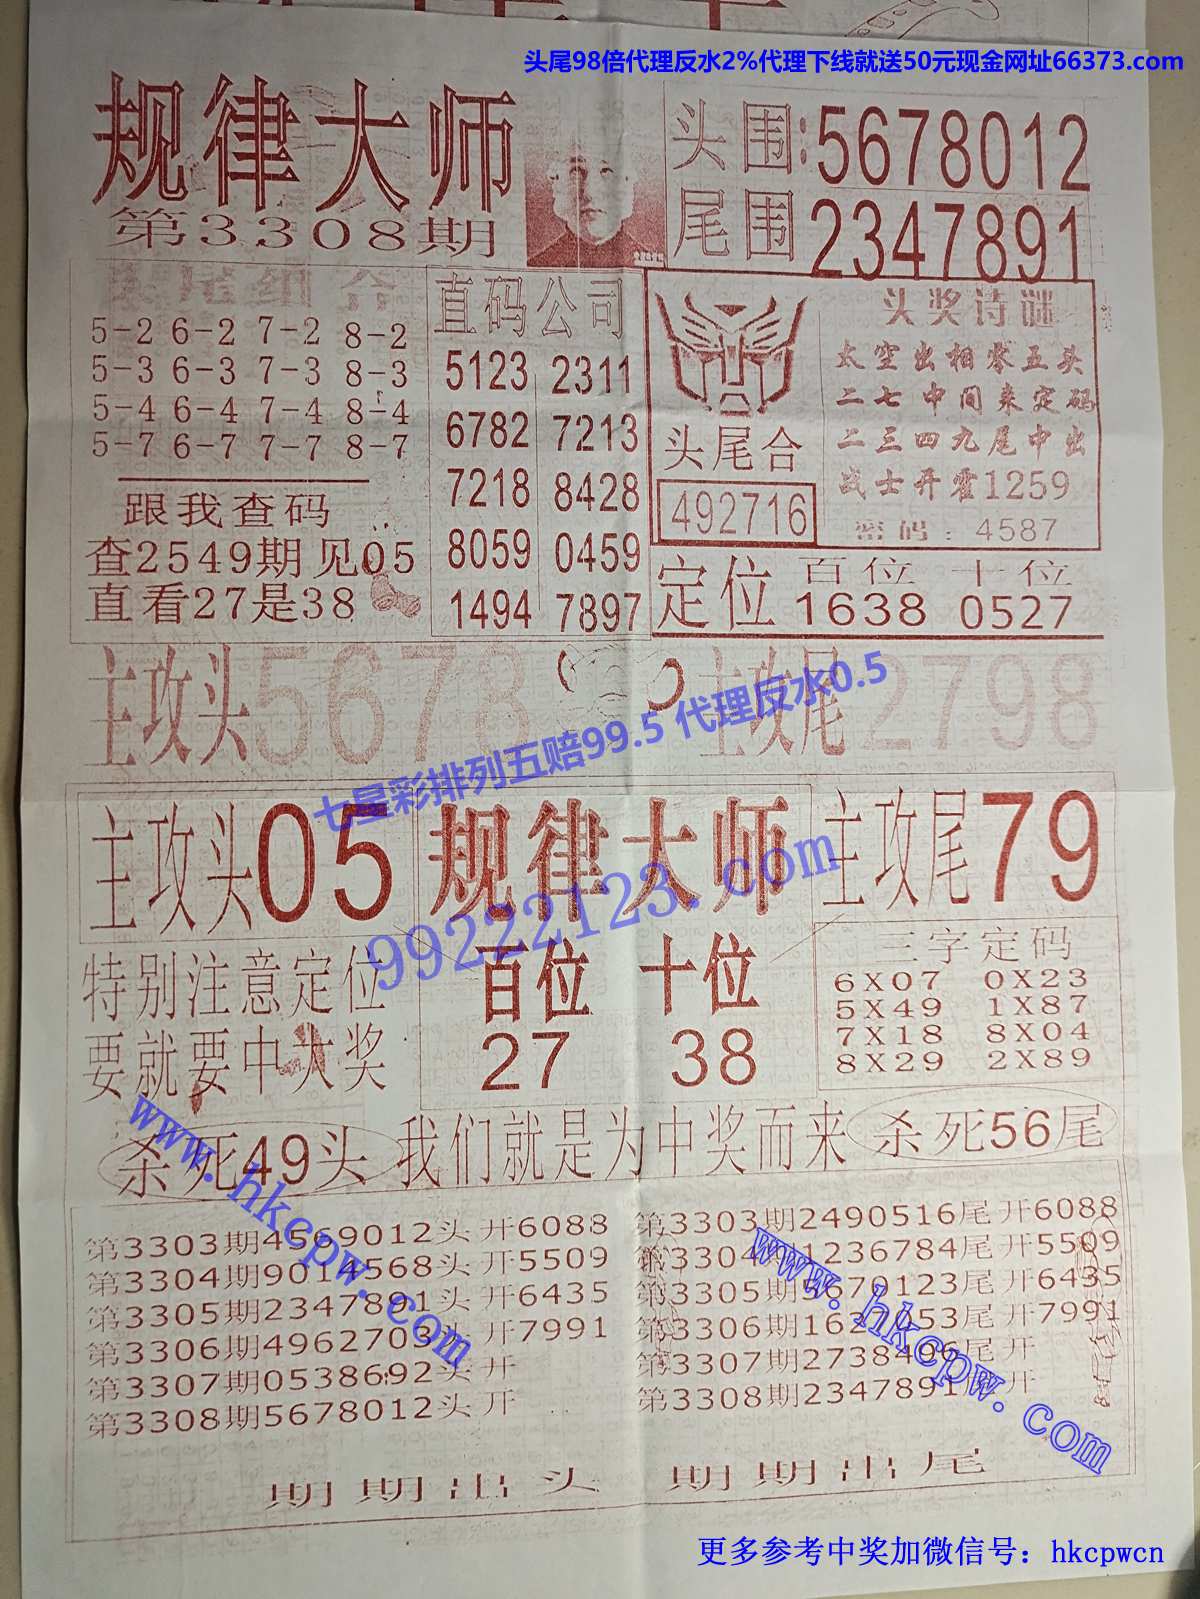 头尾98倍代理反水2%代理下线就送50元现金网址66373.com
规律大师
第3308期
头围:5678012
尾围2347891
5-2 6-2 7-2 8-2
5-3 6-3 7-3 8-3
5-4 6-4 7-4 8-4
5-7 6-7 7-7 8-7
跟我查码
查2549期见05
直看27是38
直码公司
5123 2311
6782 7213
7218 8428
8059 0459
1494 7897
头尾合
492716
头奖诗谜
太空出相零五头
二七中间来定码
二三四九尾中出
战士开霍1259
密码：4587
定位 百位 十位
1638 0527
主攻头5678
主攻尾2798
七星彩排列五赔99.5 代理反水0.5
99222123.com
主攻头05
规律大师
主攻尾79
特别注意定位
要就要中大奖
百位 十位
27 38
三字定码
6X07 0X23
5X49 1X87
7X18 8X04
8X29 2X89
杀死49头
我们就是为中奖而来
杀死56尾
www.hkcpw.com
www.hkcpw.com
第3303期4569012头开6088
第3304期9014568头开5509
第3305期2347891头开6435
第3306期4962703头开7991
第3307期0538692头开
第3308期5678012头开
第3303期2490516尾开6088
第3304期1236784尾开5509
第3305期5670123尾开6435
第3306期1627053尾开7991
第3307期2738496尾开
第3308期2347891尾开
期期出头 期期出尾
更多参考中奖加微信号：hkcpwcn